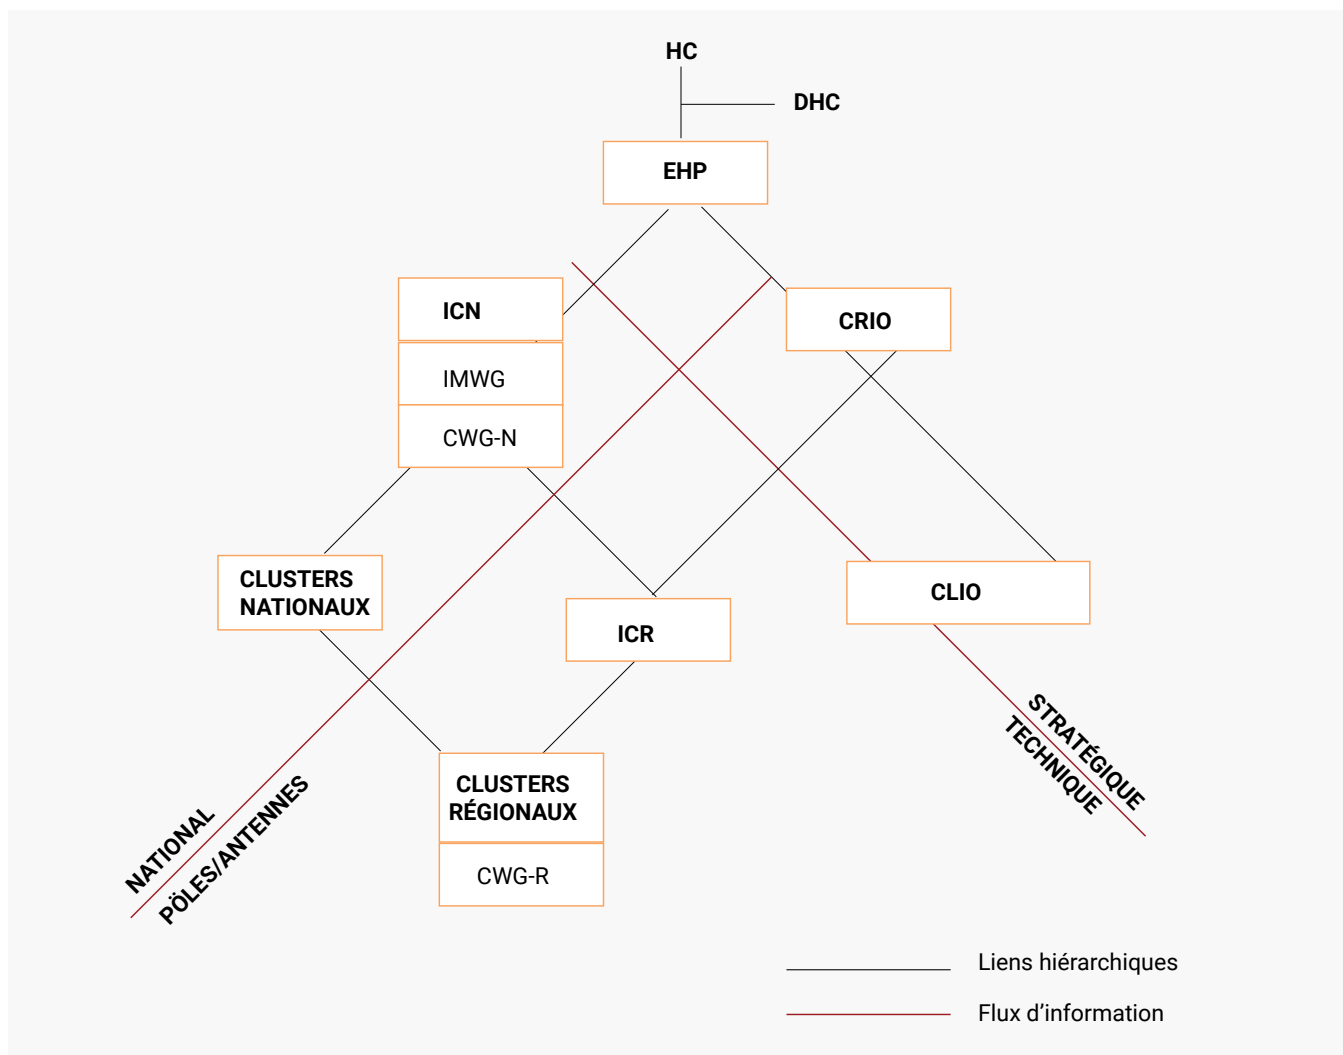 HC
DHC
EHP
ICN
CRIO
IMWG
CWG-N
CLUSTERS
NATIONAUX
CLIO
ICR
STRATÉGIQUE
TECHNIQUE
CLUSTERS
RÉGIONAUX
NATIONAL
PÖLES/ANTENNES
CWG-R
Liens hiérarchiques
Flux d’information